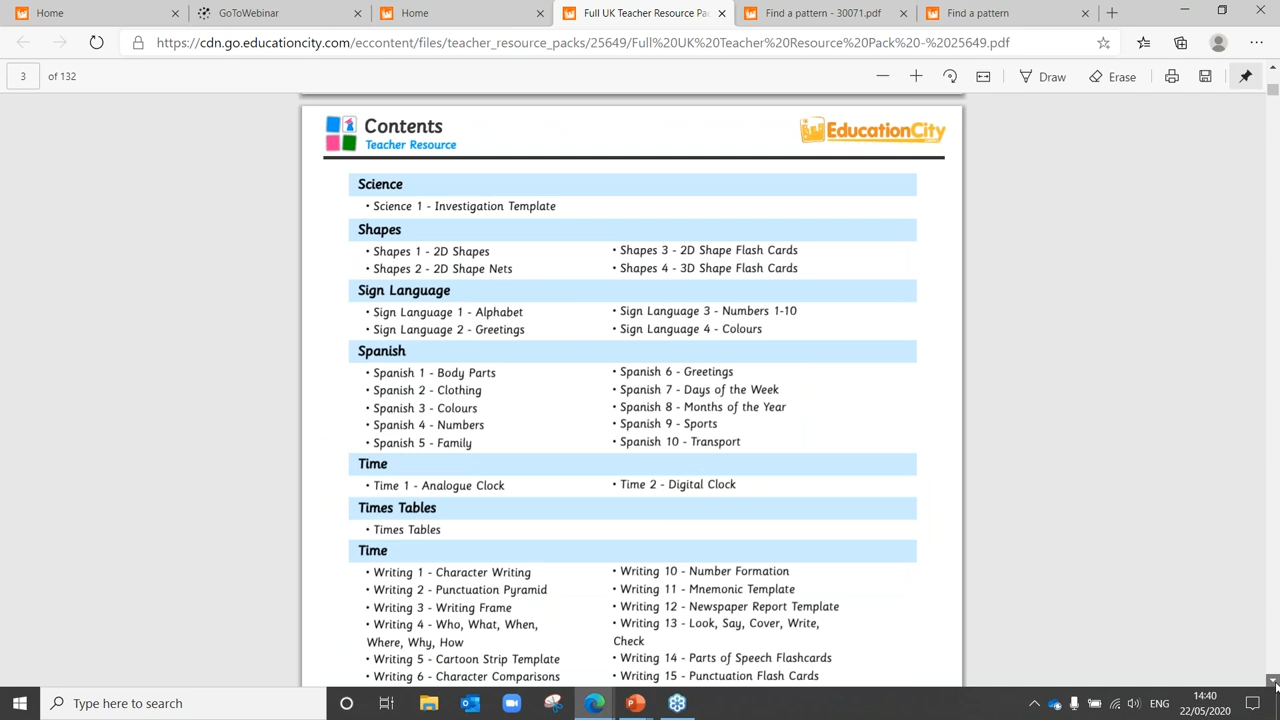 Home
GoToWebinar
Home
Full UK Teacher Resource Pa
Find a pattern - 30071.pdf
Find a pattern
https://cdn.go.educationcity.com/eccontent/files/teacher_resource_packs/25649/Full%20UK%20Teacher%20Resource%20Pack%20-%2025649.pdf
3 of 132
Draw
Erase
Contents
Teacher Resource
EducationCity
Science
• Science 1 - Investigation Template
Shapes
• Shapes 1 - 2D Shapes
• Shapes 2 - 2D Shape Nets
• Shapes 3 - 2D Shape Flash Cards
• Shapes 4 - 3D Shape Flash Cards
Sign Language
• Sign Language 1 - Alphabet
• Sign Language 2 - Greetings
• Sign Language 3 - Numbers 1-10
• Sign Language 4 - Colours
Spanish
• Spanish 1 - Body Parts
• Spanish 2 - Clothing
• Spanish 3 - Colours
• Spanish 4 - Numbers
• Spanish 5 - Family
• Spanish 6 - Greetings
• Spanish 7 - Days of the Week
• Spanish 8 - Months of the Year
• Spanish 9 - Sports
• Spanish 10 - Transport
Time
• Time 1 - Analogue Clock
• Time 2 - Digital Clock
Times Tables
• Times Tables
Time
• Writing 1 - Character Writing
• Writing 2 - Punctuation Pyramid
• Writing 3 - Writing Frame
• Writing 4 - Who, What, When,
Where, Why, How
• Writing 5 - Cartoon Strip Template
• Writing 6 - Character Comparisons
• Writing 10 - Number Formation
• Writing 11 - Mnemonic Template
• Writing 12 - Newspaper Report Template
• Writing 13 - Look, Say, Cover, Write,
Check
• Writing 14 - Parts of Speech Flashcards
• Writing 15 - Punctuation Flash Cards
Type here to search
ENG
14:40
22/05/2020